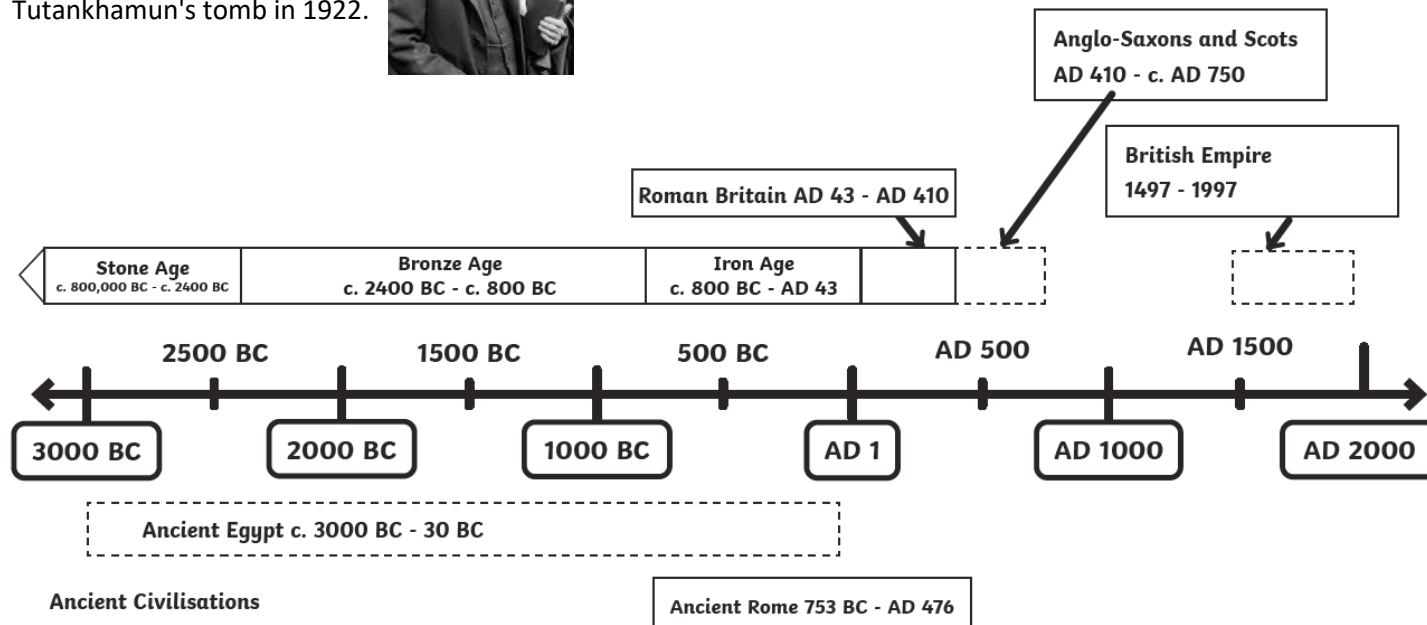 Tutankhamun's tomb in 1922.
Anglo-Saxons and Scots
AD 410 - c. AD 750
British Empire
1497 - 1997
Roman Britain AD 43 - AD 410
Stone Age
c. 800,000 BC - c. 2400 BC
Bronze Age
c. 2400 BC - c. 800 BC
Iron Age
c. 800 BC - AD 43
2500 BC
1500 BC
500 BC
AD 500
AD 1500
3000 BC
2000 BC
1000 BC
AD 1
AD 1000
AD 2000
Ancient Egypt c. 3000 BC - 30 BC
Ancient Civilisations
Ancient Rome 753 BC - AD 476